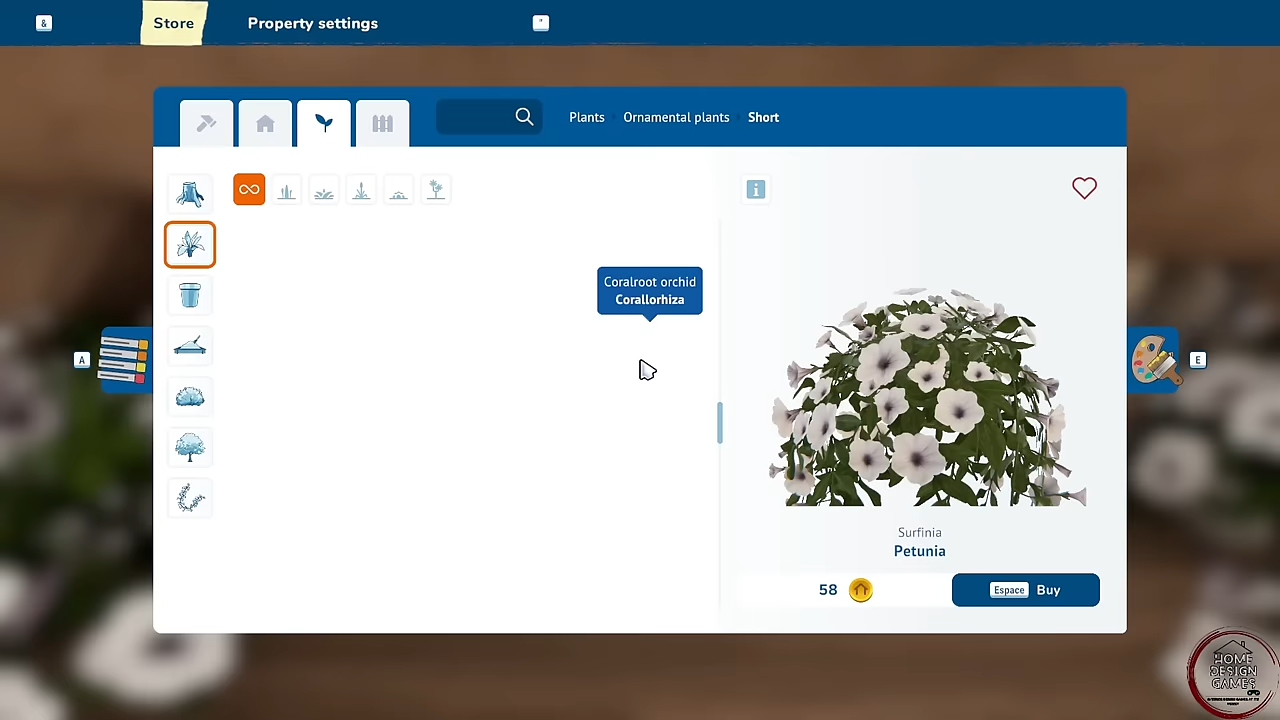 &
Store
Property settings
"
Plants
Ornamental plants
Short
Coralroot orchid
Corallorhiza
A
E
Surfinia
Petunia
58
Espace
Buy
HOME
DESIGN
GAMES